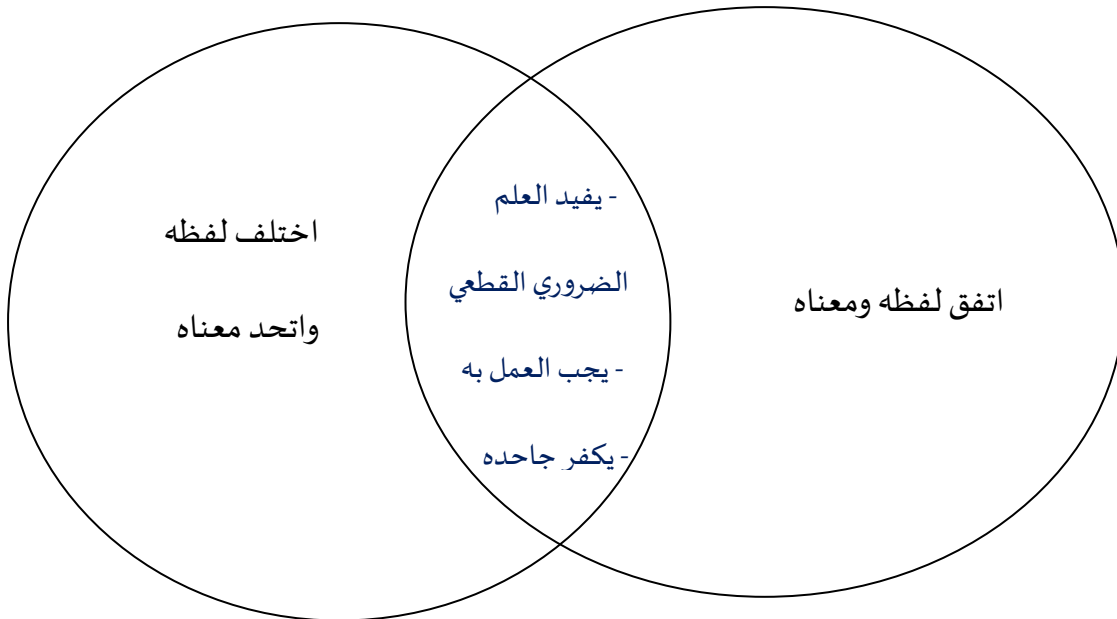 اتفق لفظه ومعناه
- يفيد العلم
الضروري القطعي
- يجب العمل به
- يكفر جاحده
اختلف لفظه
واتحد معناه